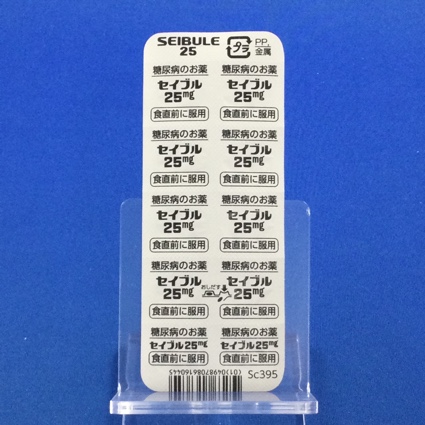 SEIBULE
25
プラ
PP,
金属
糖尿病のお薬 糖尿病のお薬
セイブル セイブル
25mg 25mg
食直前に服用 食直前に服用
糖尿病のお薬 糖尿病のお薬
セイブル セイブル
25mg 25mg
食直前に服用 食直前に服用
糖尿病のお薬 糖尿病のお薬
セイブル セイブル
25mg 25mg
食直前に服用 食直前に服用
糖尿病のお薬 糖尿病のお薬
セイブル セイブル
25mg おしだす 25mg
食直前に服用 食直前に服用
糖尿病のお薬 糖尿病のお薬
セイブル25mg セイブル25mg
食直前に服用 食直前に服用
(01)04987086160445
Sc395